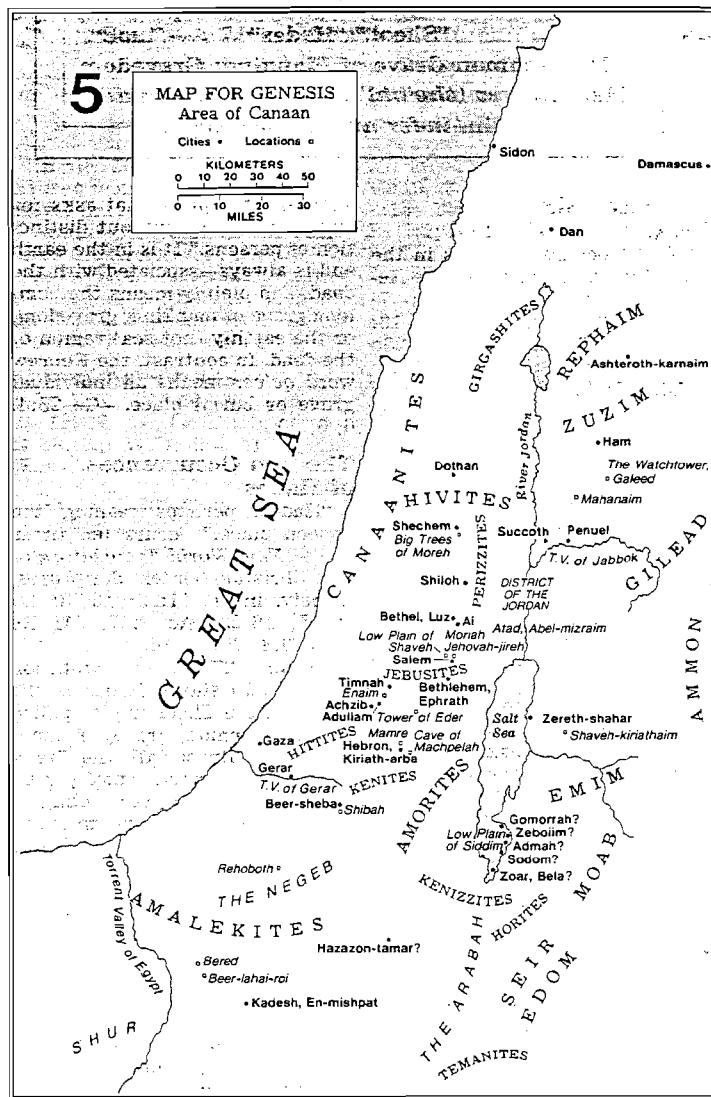 5
MAP FOR GENESIS
Area of Canaan
Cities • Locations □
KILOMETERS
0 10 20 30 40 50
0 10 20 30
MILES
Sidon
Damascus
Dan
GIRGASHITES
REPHAIM
Ashteroth-karnaim
ZUZIM
Ham
The Watchtower,
Galeed
Mahanaim
River Jordan
CANAANITES
Dothan
HIVITES
Shechem
Big Trees
of Moreh
PERIZZITES
Succoth
Penuel
T.V. of Jabbok
GILEAD
Shiloh
DISTRICT
OF THE
JORDAN
GREAT SEA
Bethel, Luz
Ai
Atad, Abel-mizraim
Low Plain of
Shaveh
Moriah
Jehovah-jireh
Salem
JEBUSITES
AMMON
Timnah
Enaim
Bethlehem,
Ephrath
Achzib
Adullam
Tower of Eder
Salt
Sea
Zereth-shahar
Shaveh-kiriathaim
Gaza
HITTITES
Mamre
Cave of
Machpelah
Hebron,
Kiriath-arba
Gerar
T.V. of Gerar
KENITES
Beer-sheba
Shibah
AMORITES
EMIM
Gomorrah?
Zeboiim?
Low Plain
of Siddim
Admah?
Sodom?
Zoar, Bela?
MOAB
Rehoboth
THE NEGEB
KENIZZITES
HORITES
AMALEKITES
Torrent Valley of Egypt
Hazazon-tamar?
THE ARABAH
SEIR
EDOM
Bered
Beer-lahai-roi
Kadesh, En-mishpat
SHUR
TEMANITES